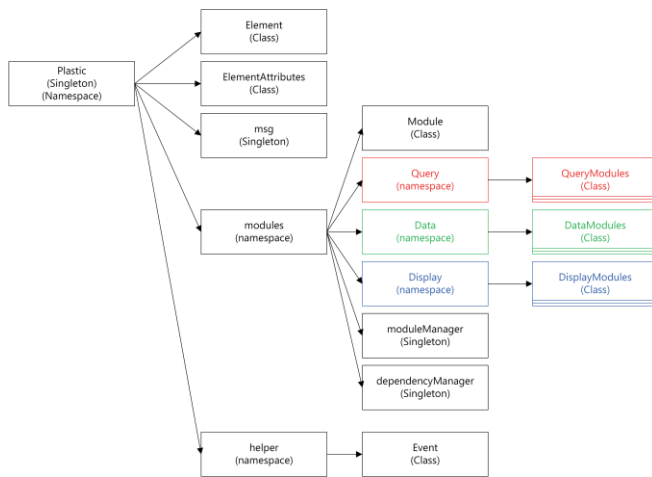 Plastic
(Singleton)
(Namespace)
Element
(Class)
ElementAttributes
(Class)
msg
(Singleton)
modules
(namespace)
helper
(namespace)
Module
(Class)
Query
(namespace)
Data
(namespace)
Display
(namespace)
moduleManager
(Singleton)
dependencyManager
(Singleton)
Event
(Class)
QueryModules
(Class)
DataModules
(Class)
DisplayModules
(Class)